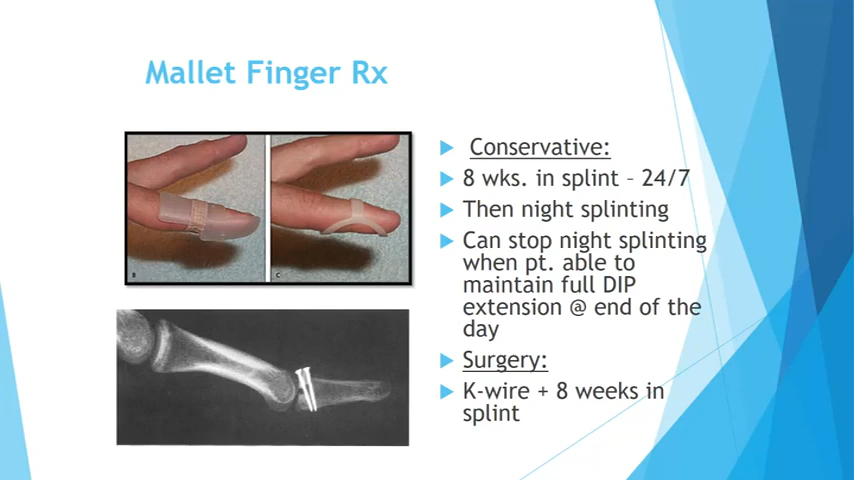 Mallet Finger Rx
Conservative:
8 wks. in splint – 24/7
Then night splinting
Can stop night splinting
when pt. able to
maintain full DIP
extension @ end of the
day
Surgery:
K-wire + 8 weeks in
splint
B
C